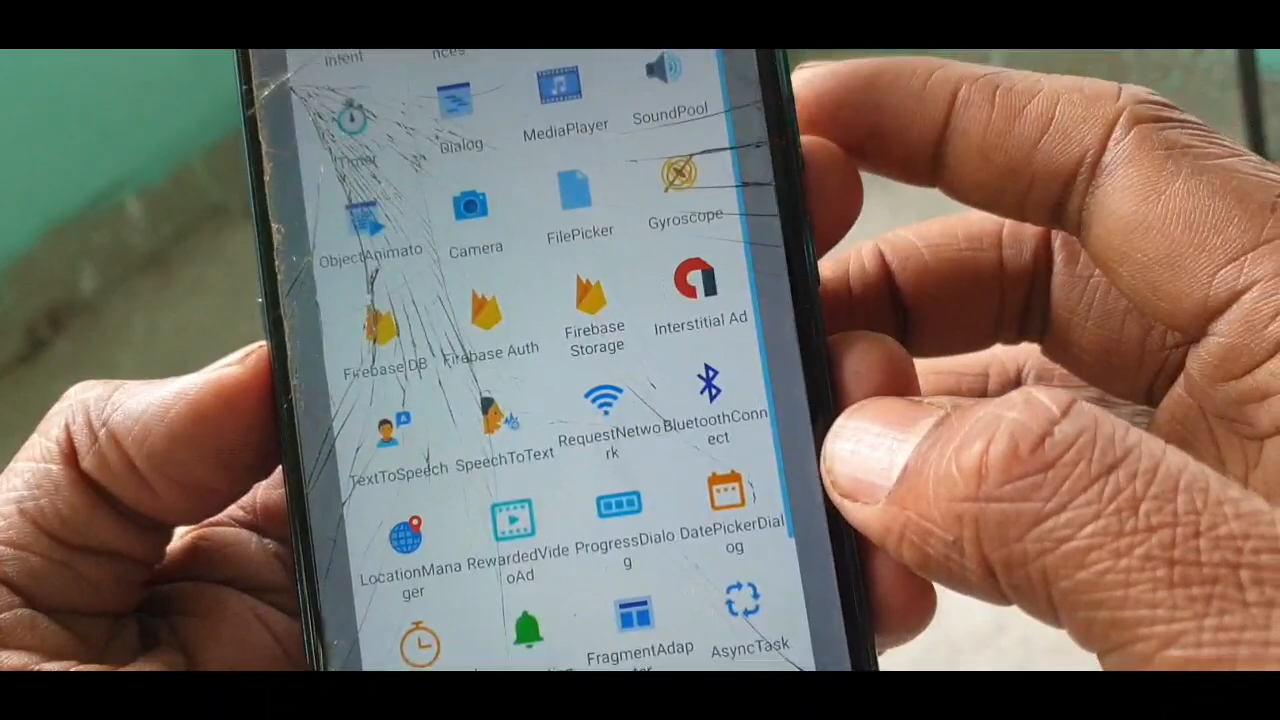 Intent
nces
Timer
Dialog
MediaPlayer
SoundPool
ObjectAnimato
Camera
FilePicker
Gyroscope
Firebase DB
Firebase Auth
Firebase
Storage
Interstitial Ad
A
TextToSpeech
SpeechToText
RequestNetwo
rk
BluetoothConn
ect
LocationMana
ger
RewardedVide
oAd
ProgressDialo
g
DatePickerDial
og
FragmentAdap
AsyncTask